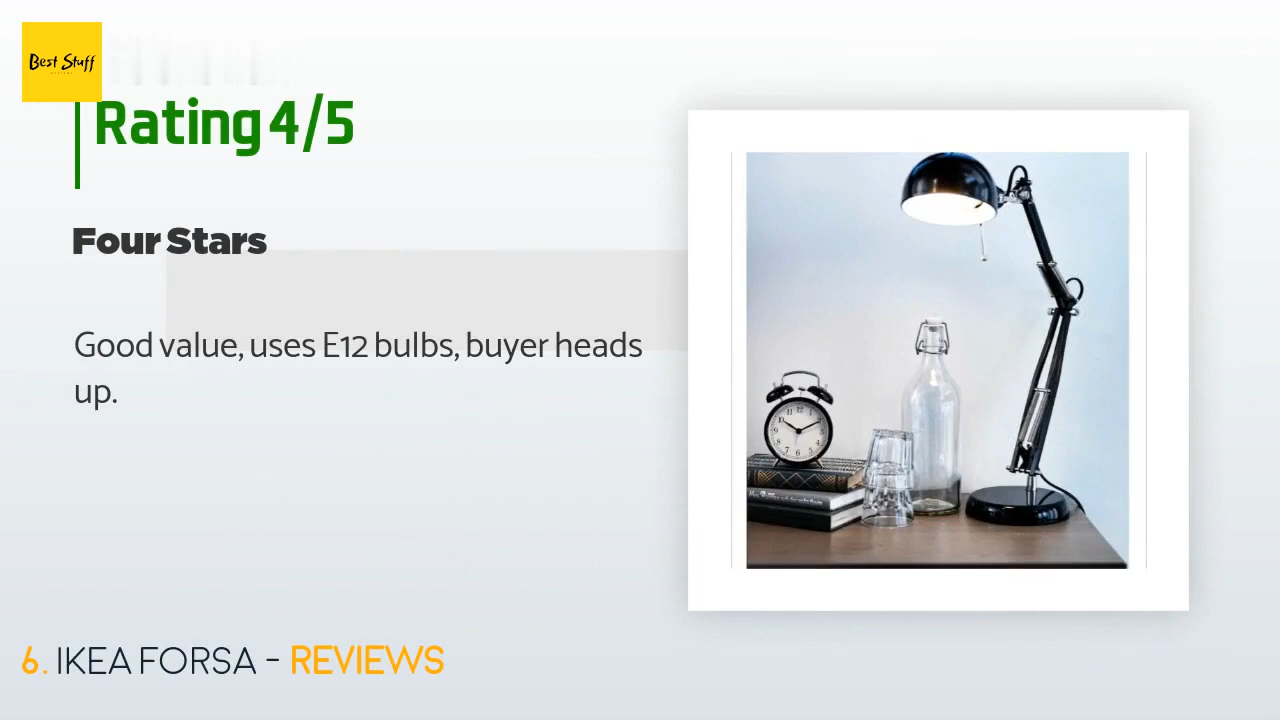 Best Stuff
Rating 4/5
Four Stars
Good value, uses E12 bulbs, buyer heads
up.
6. IKEA FORSA - REVIEWS